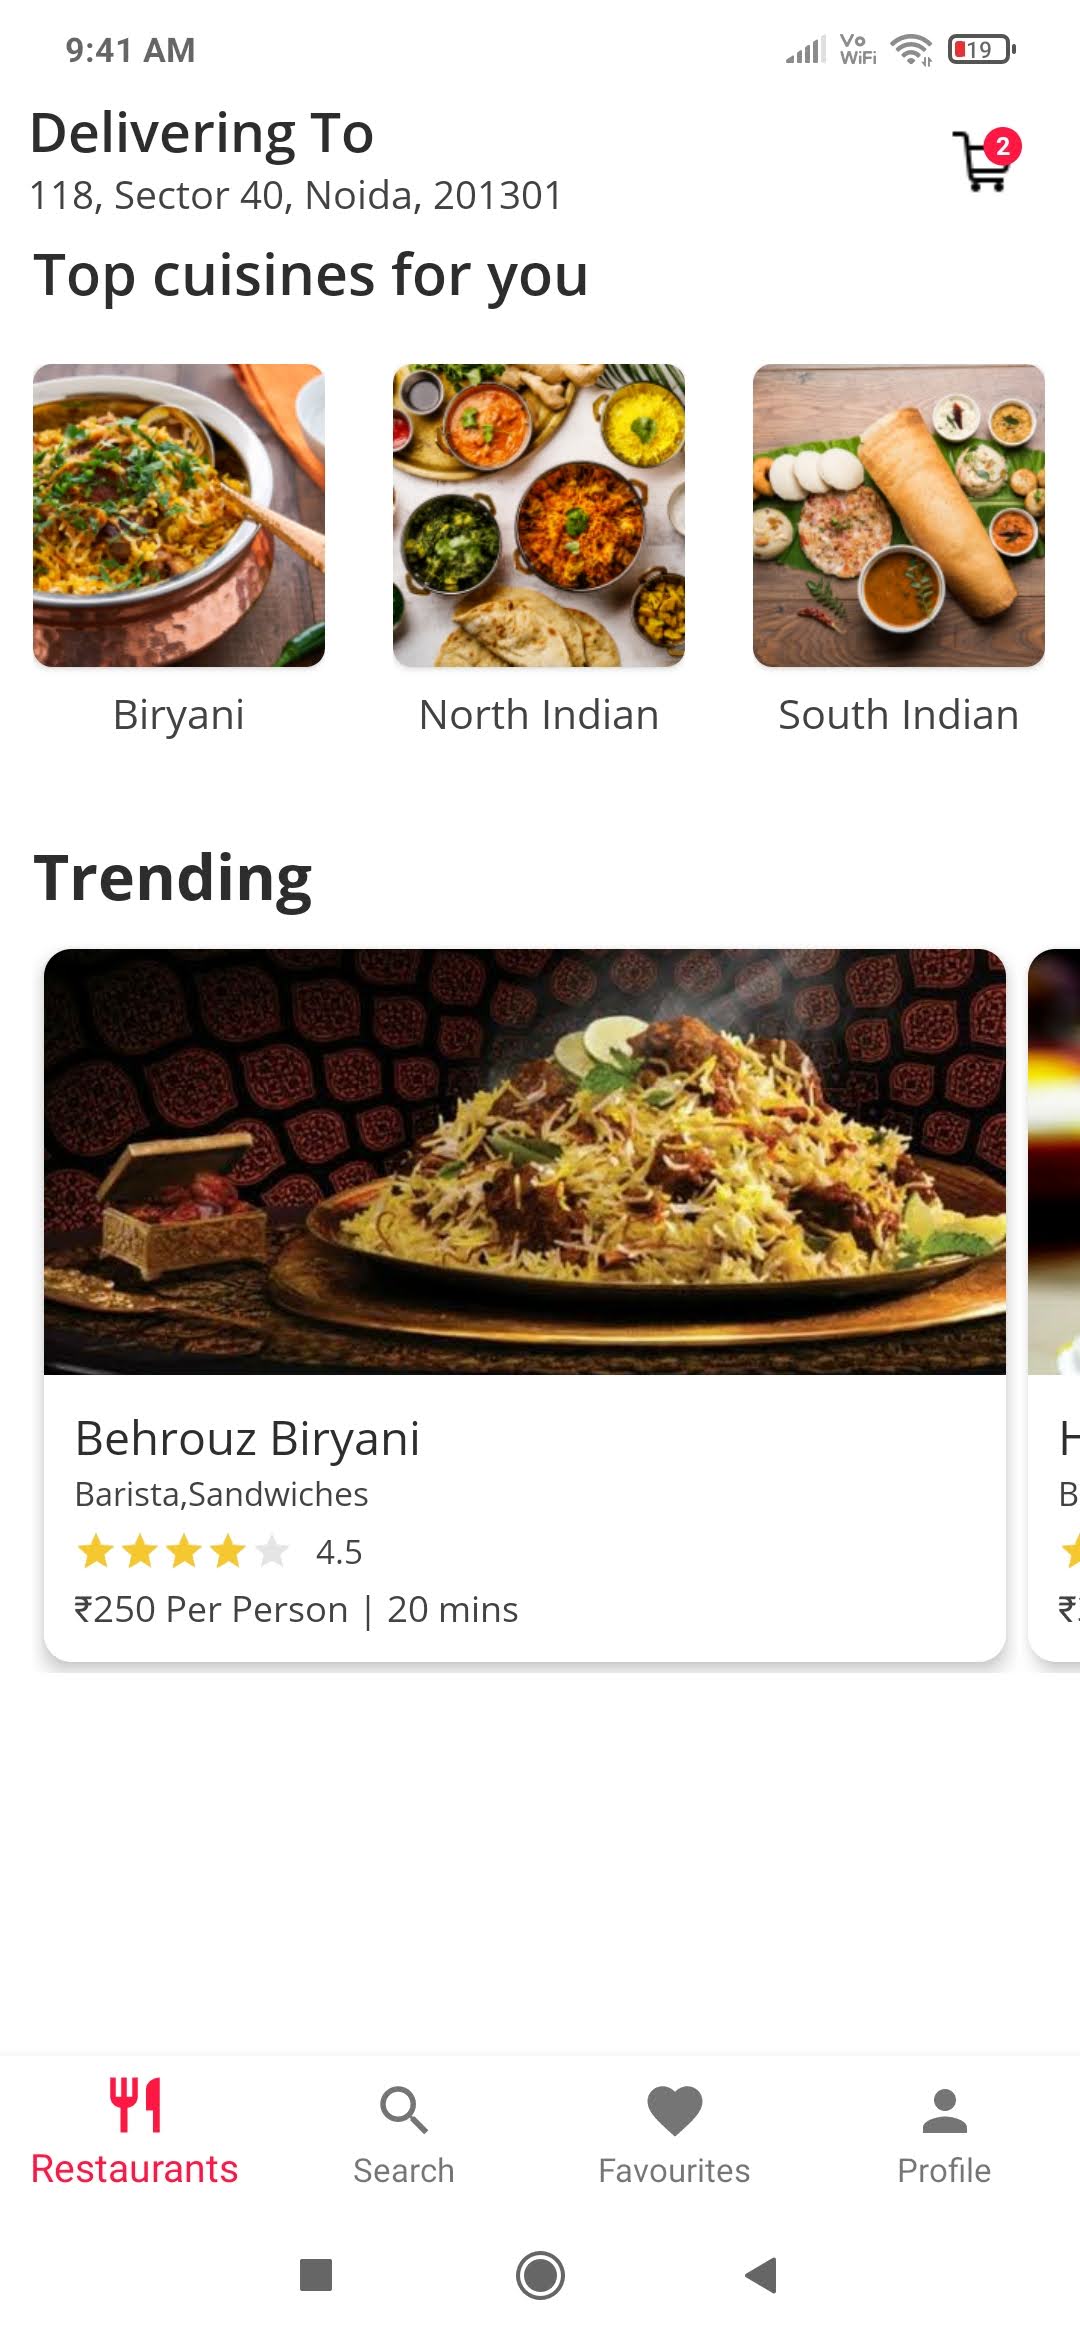 9:41 AM
Vo
WiFi
19
Delivering To
118, Sector 40, Noida, 201301
2
Top cuisines for you
Biryani
North Indian
South Indian
Trending
Behrouz Biryani
Barista,Sandwiches
4.5
₹250 Per Person | 20 mins
H
B
₹
Restaurants
Search
Favourites
Profile